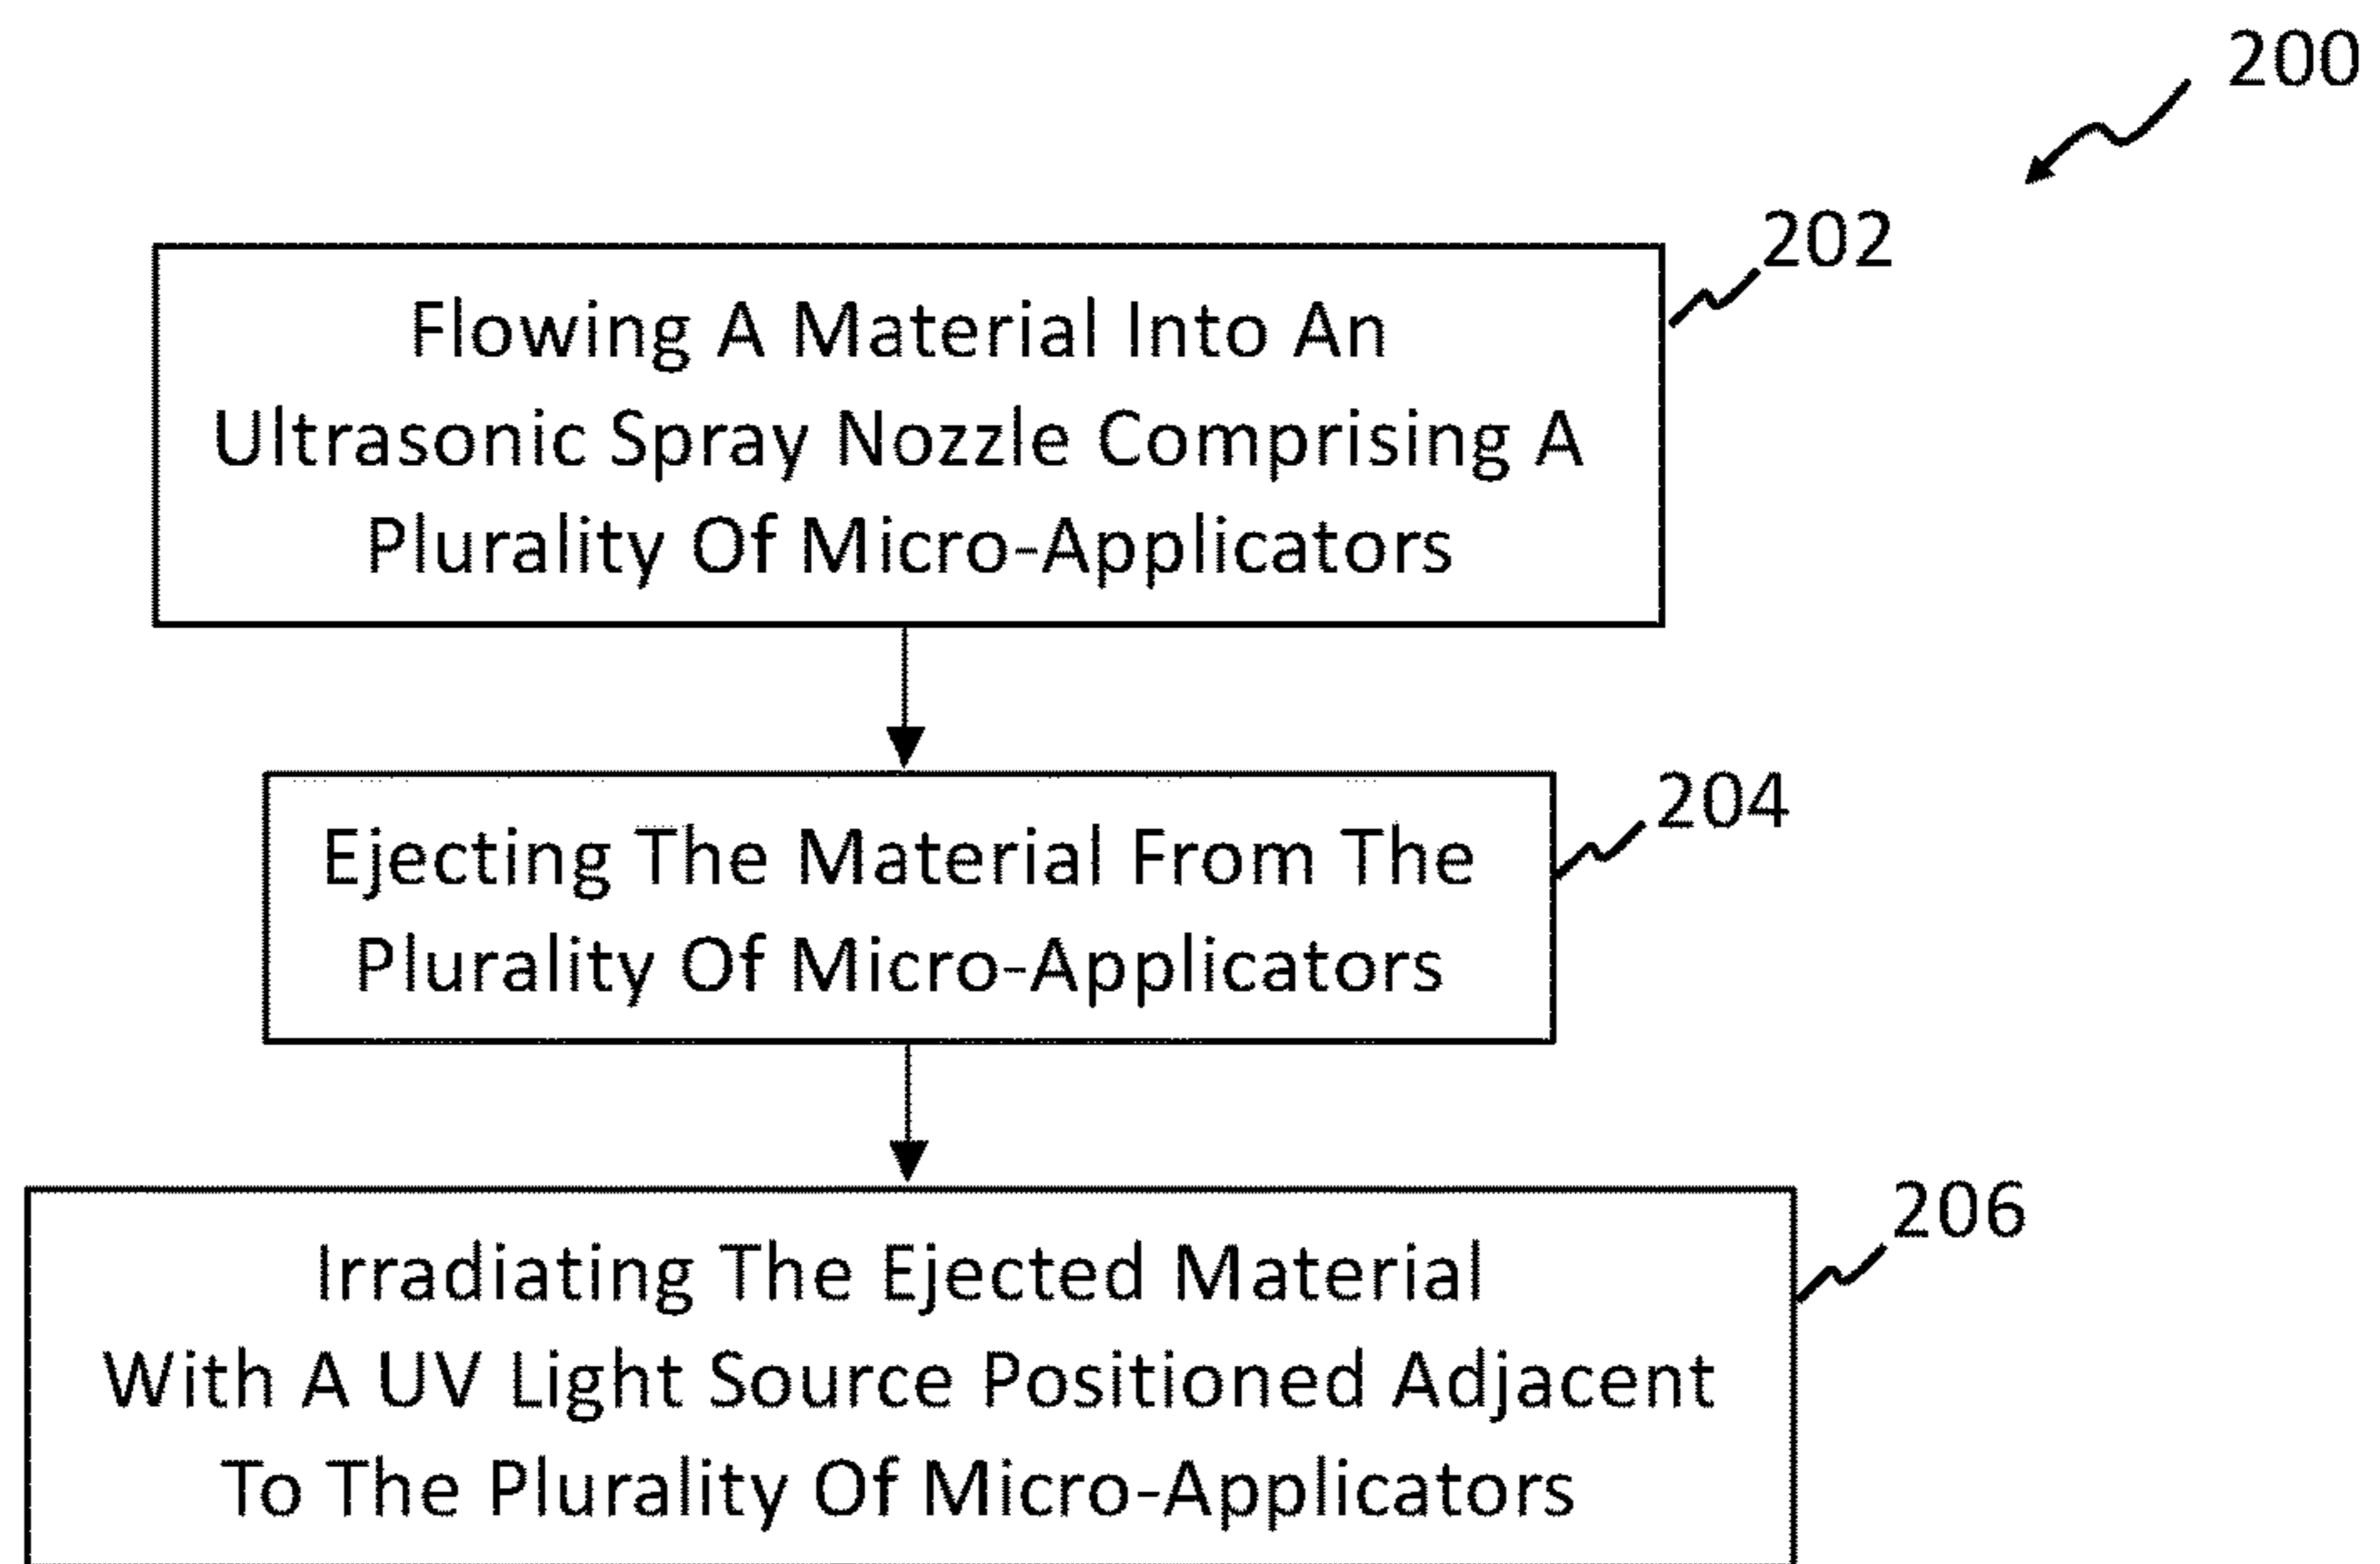 200
202
Flowing A Material Into An
Ultrasonic Spray Nozzle Comprising A
Plurality Of Micro-Applicators
204
Ejecting The Material From The
Plurality Of Micro-Applicators
206
Irradiating The Ejected Material
With A UV Light Source Positioned Adjacent
To The Plurality Of Micro-Applicators